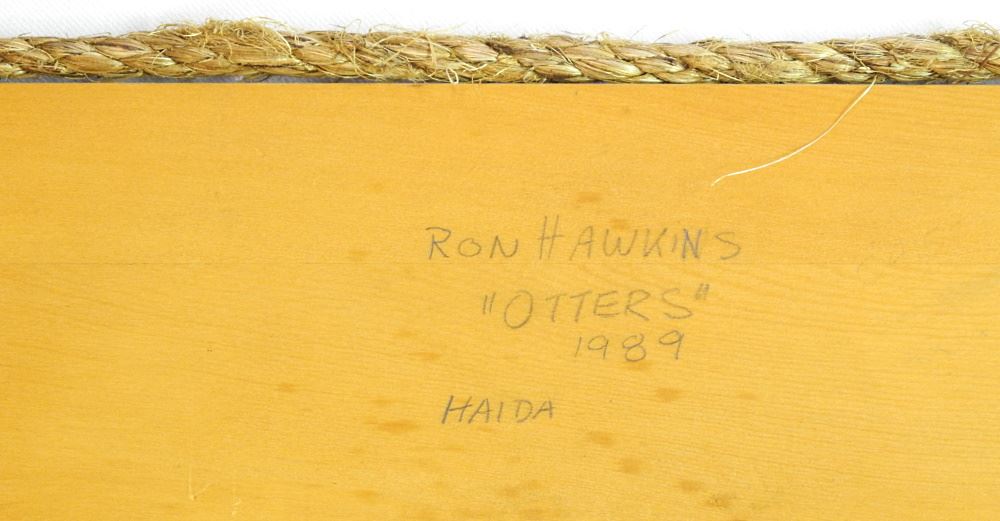 RON HAWKINS
"OTTERS"
1989
HAIDA